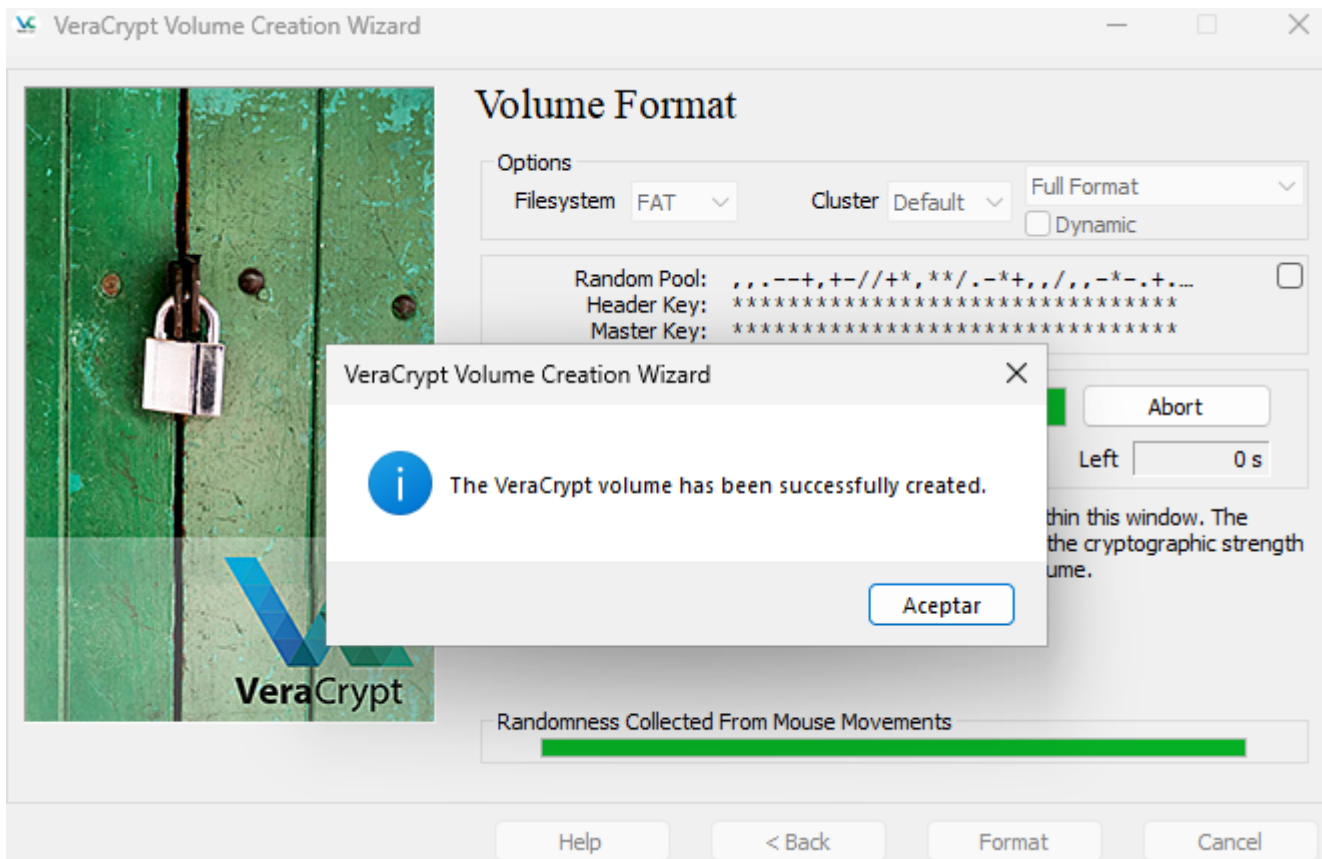 VeraCrypt Volume Creation Wizard
Volume Format
Options
Filesystem FAT Cluster Default Full Format
Dynamic
Random Pool: ,,.--+,+-//+*,**/.-*+,,/,,-*-.+.…
Header Key: ********************************
Master Key: ********************************
VeraCrypt Volume Creation Wizard
Abort
The VeraCrypt volume has been successfully created.
Left 0 s
thin this window. The
the cryptographic strength
ume.
Aceptar
VeraCrypt
Randomness Collected From Mouse Movements
Help < Back Format Cancel